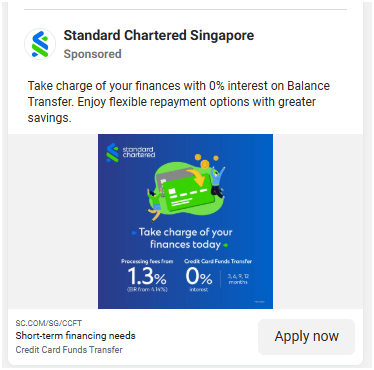 Standard Chartered Singapore
Sponsored
Take charge of your finances with 0% interest on Balance
Transfer. Enjoy flexible repayment options with greater
savings.
standard
chartered
Take charge of your
finances today
Processing fees from
1.3%
(EIR from 4.14%)
Credit Card Funds Transfer
0%
interest
3, 6, 9, 12
months
SC.COM/SG/CCFT
Short-term financing needs
Credit Card Funds Transfer
Apply now